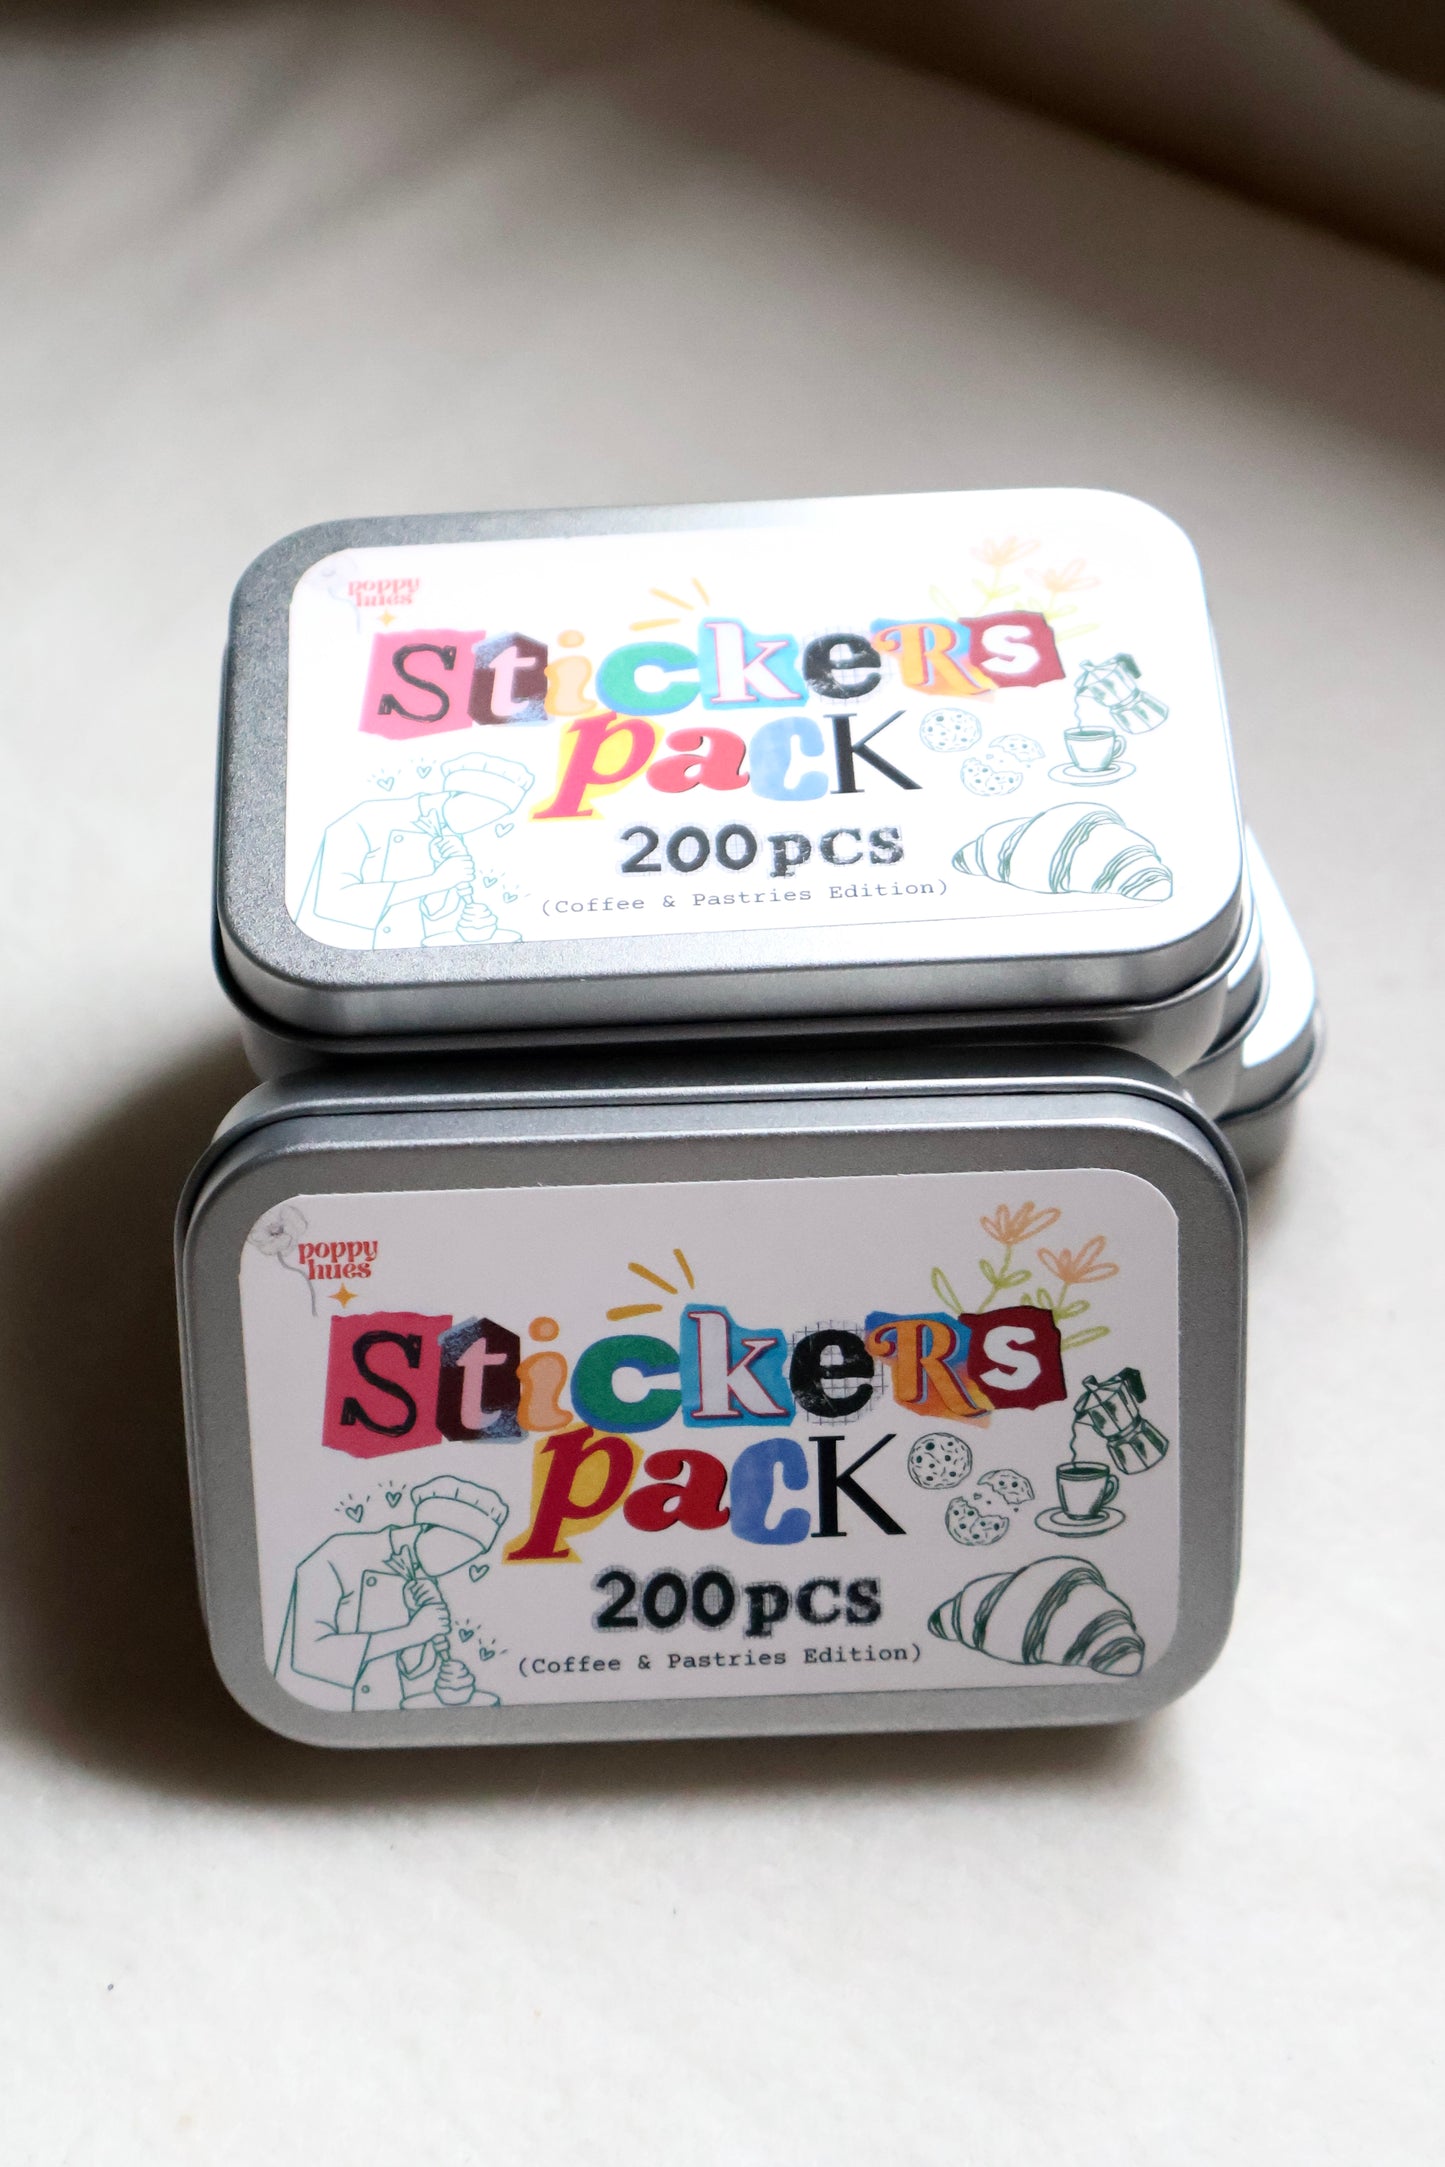 poppy
hues
StickeRs
pacK
200pcs
(Coffee & Pastries Edition)
poppy
hues
StickeRs
pacK
200pcs
(Coffee & Pastries Edition)